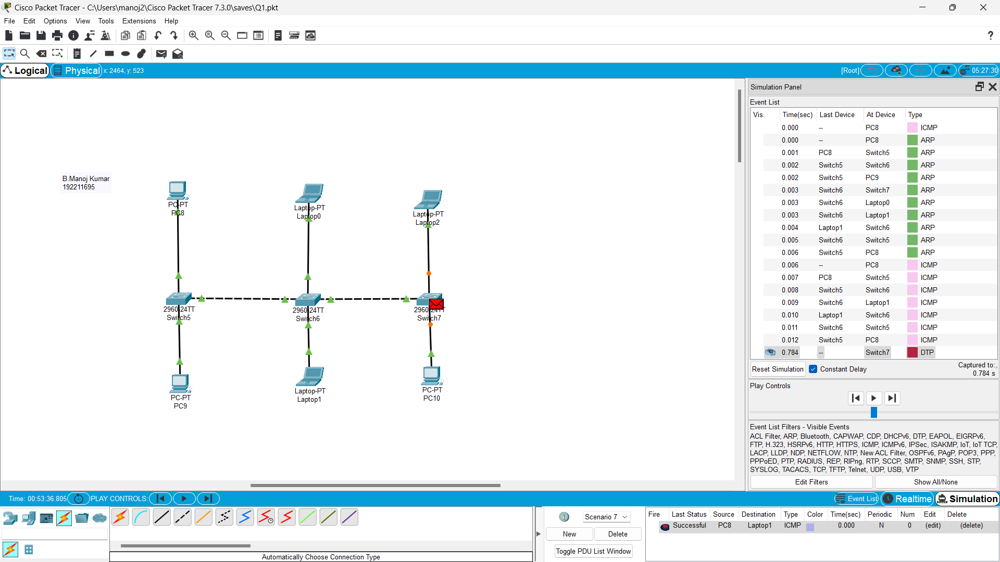 Cisco Packet Tracer - C:\Users\manoj2\Cisco Packet Tracer 7.3.0\saves\Q1.pkt
File Edit Options View Tools Extensions Help
Logical Physical x: 2464, y: 523 [Root] 05:27:30
B.Manoj Kumar
192211695
PC-PT
PC8
Laptop-PT
Laptop0
Laptop-PT
Laptop2
2960-24TT
Switch5
2960-24TT
Switch6
2960-24TT
Switch7
PC-PT
PC9
Laptop-PT
Laptop1
PC-PT
PC10
Simulation Panel
Event List
Vis. Time(sec) Last Device At Device Type
0.000 -- PC8 ICMP
0.000 -- PC8 ARP
0.001 PC8 Switch5 ARP
0.002 Switch5 Switch6 ARP
0.002 Switch5 PC9 ARP
0.003 Switch6 Switch7 ARP
0.003 Switch6 Laptop0 ARP
0.003 Switch6 Laptop1 ARP
0.004 Laptop1 Switch6 ARP
0.005 Switch6 Switch5 ARP
0.006 Switch5 PC8 ARP
0.006 -- PC8 ICMP
0.007 PC8 Switch5 ICMP
0.008 Switch5 Switch6 ICMP
0.009 Switch6 Laptop1 ICMP
0.010 Laptop1 Switch6 ICMP
0.011 Switch6 Switch5 ICMP
0.012 Switch5 PC8 ICMP
0.784 -- Switch7 DTP
Reset Simulation Constant Delay Captured to:
0.784 s
Play Controls
Event List Filters - Visible Events
ACL Filter, ARP, Bluetooth, CAPWAP, CDP, DHCPv6, DTP, EAPOL, EIGRPv6,
FTP, H.323, HSRPv6, HTTP, HTTPS, ICMP, ICMPv6, IPSec, ISAKMP, IoT, IoT TCP,
LACP, LLDP, NDP, NETFLOW, NTP, New ACL Filter, OSPFv6, PAgP, POP3, PPP,
PPPoED, PTP, RADIUS, REP, RIPng, RTP, SCCP, SMTP, SNMP, SSH, STP,
SYSLOG, TACACS, TCP, TFTP, Telnet, UDP, USB, VTP
Edit Filters Show All/None
Time: 00:53:36.805 PLAY CONTROLS: Event List Realtime Simulation
Scenario 7
New Delete
Toggle PDU List Window
Fire Last Status Source Destination Type Color Time(sec) Periodic Num Edit Delete
Successful PC8 Laptop1 ICMP 0.000 N 0 (edit) (delete)
Automatically Choose Connection Type